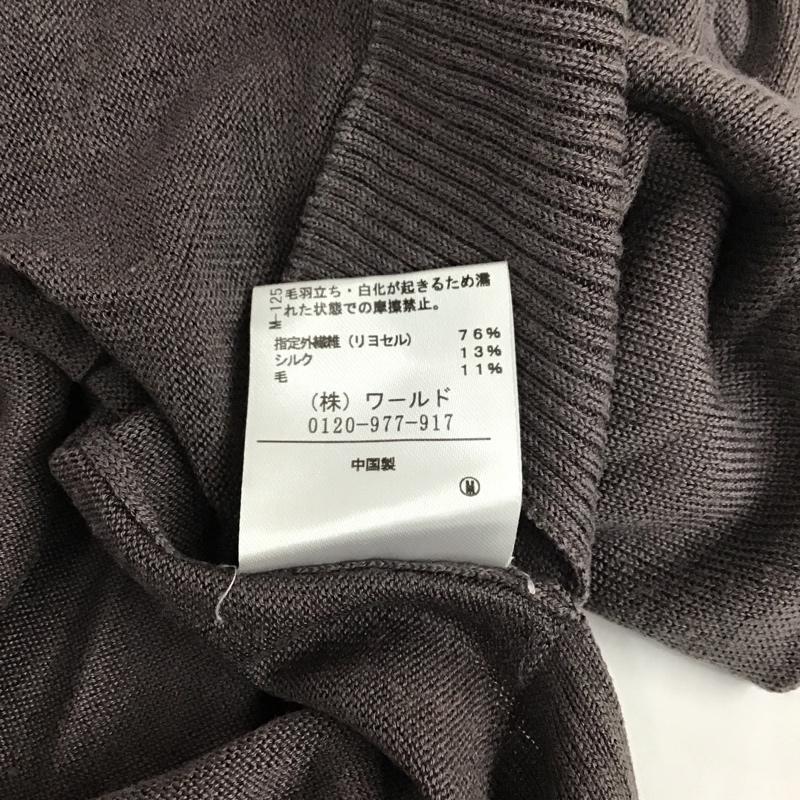 M-125
毛羽立ち・白化が起きるため濡
れた状態での摩擦禁止。
指定外繊維（リヨセル） 76%
シルク 13%
毛 11%
（株）ワールド
0120-977-917
中国製
M